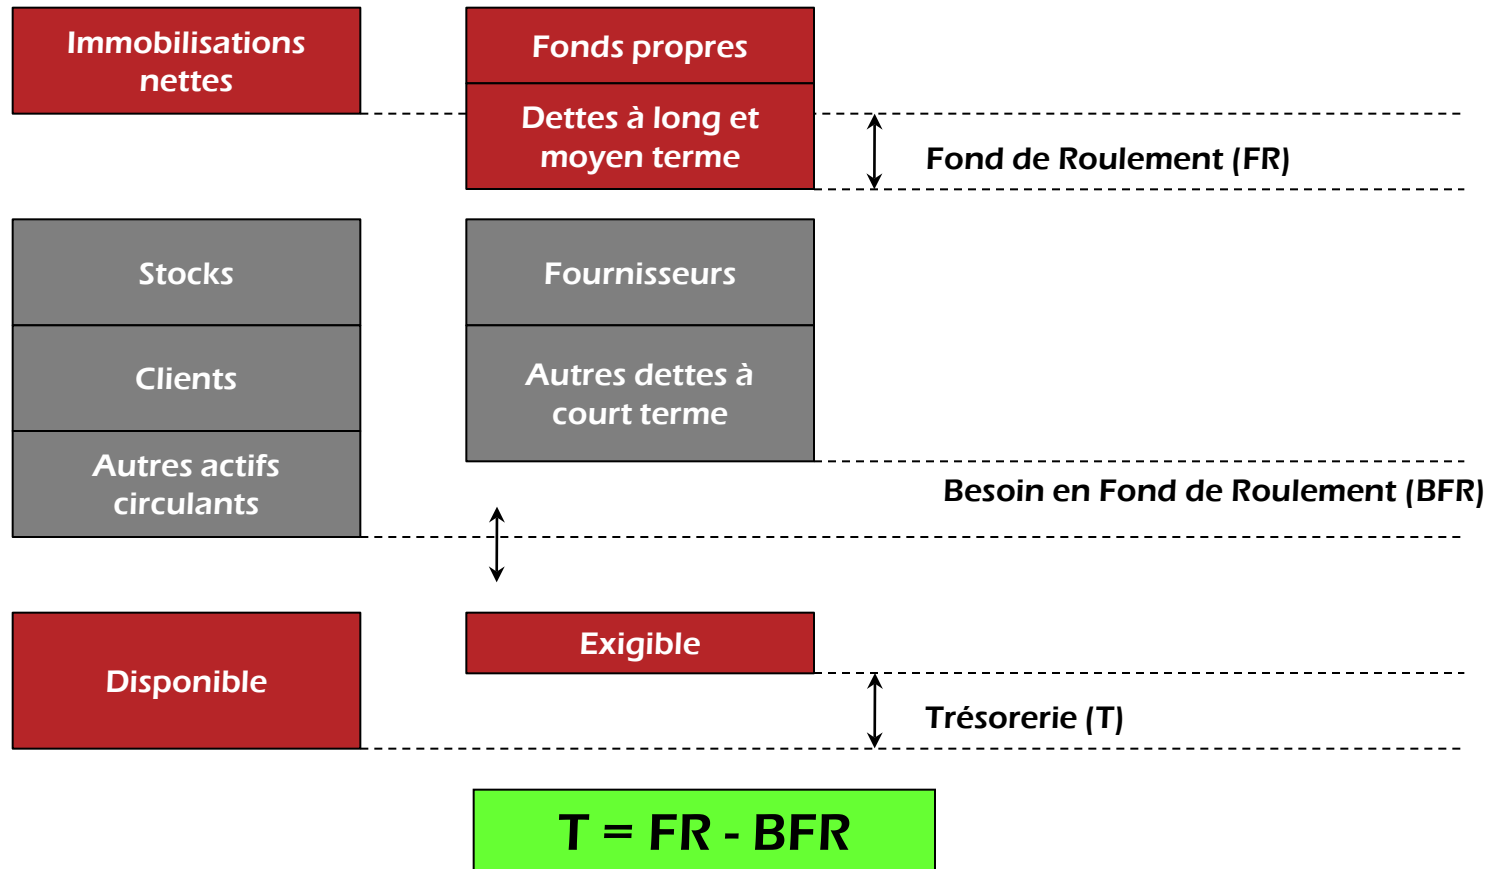 Immobilisations
nettes
Fonds propres
Dettes à long et
moyen terme
Fond de Roulement (FR)
Stocks
Fournisseurs
Clients
Autres dettes à
court terme
Autres actifs
circulants
Besoin en Fond de Roulement (BFR)
Disponible
Exigible
Trésorerie (T)
T = FR - BFR